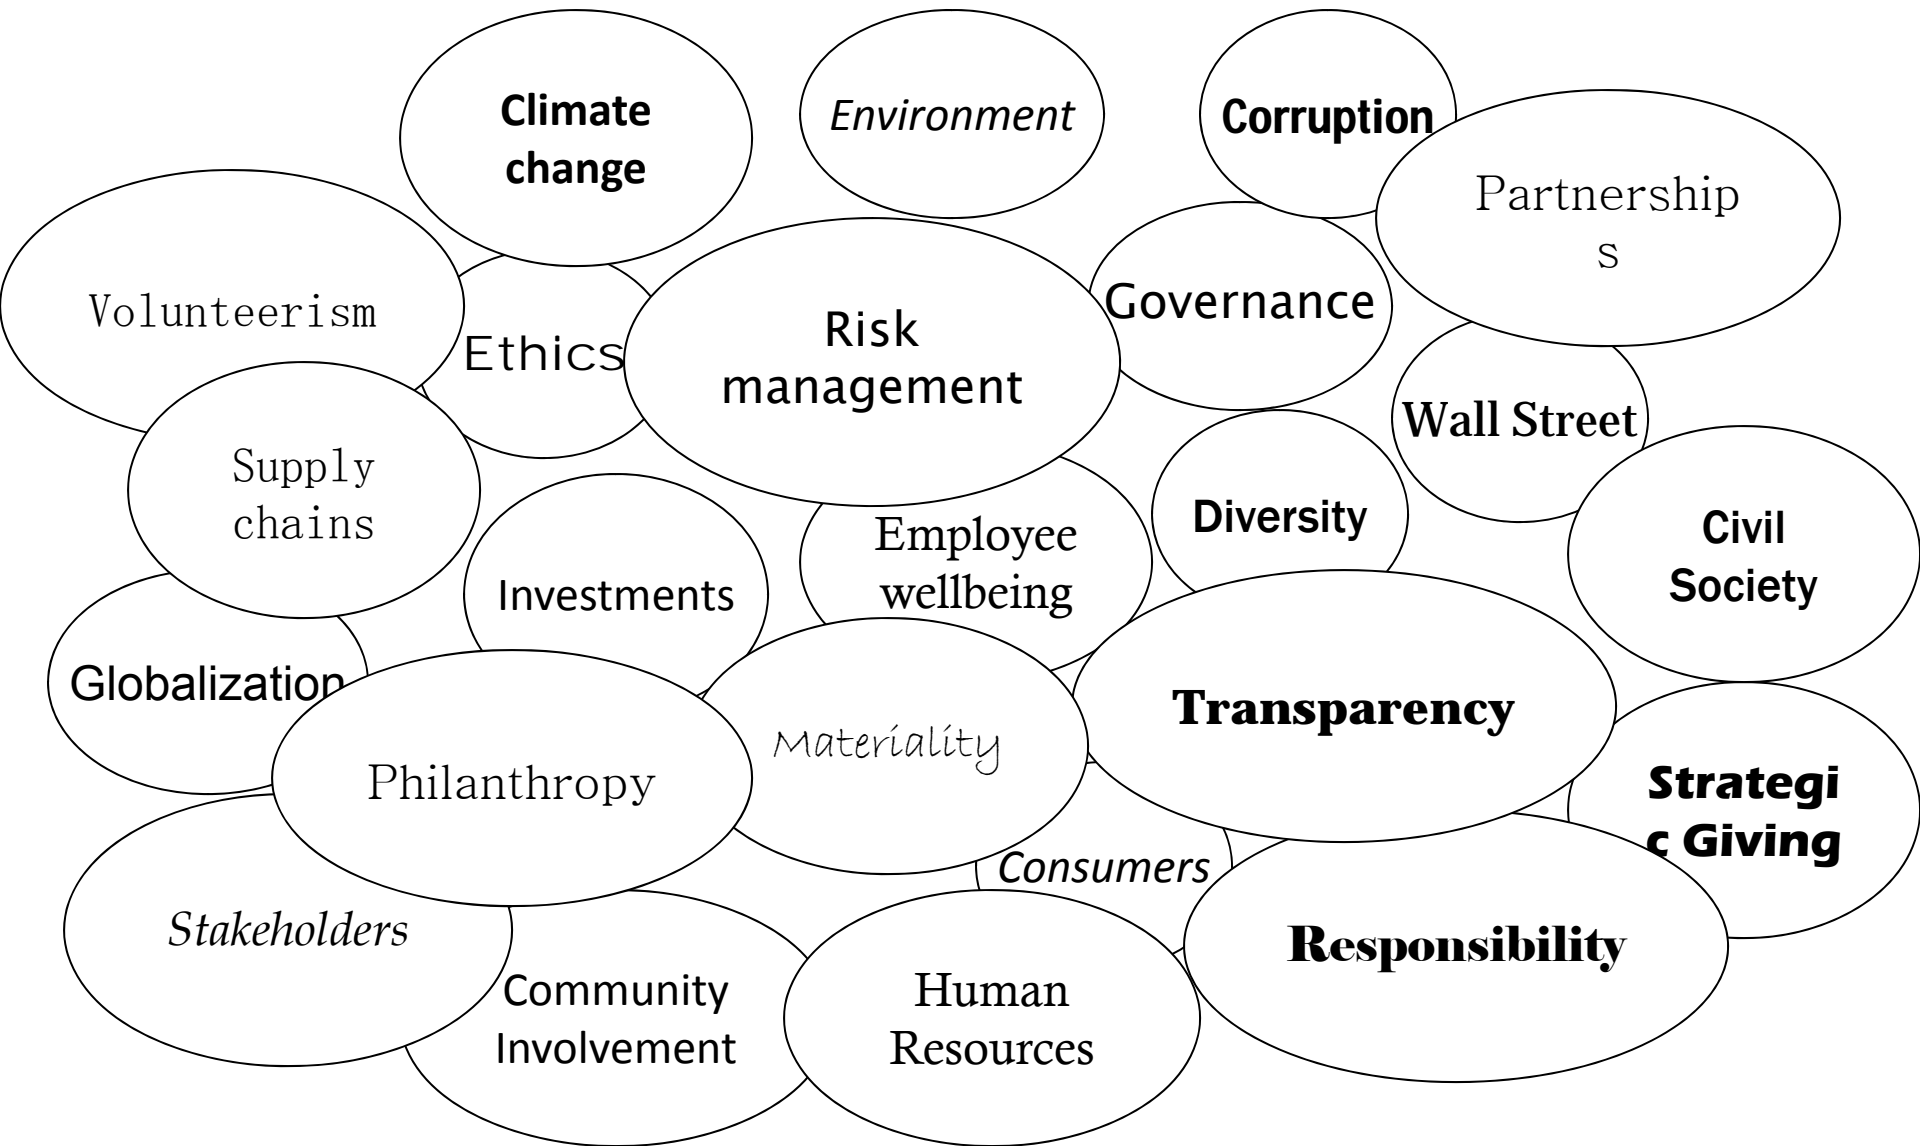 Climate
change
Environment
Corruption
Partnership
s
Volunteerism
Ethics
Risk
management
Governance
Wall Street
Supply
chains
Investments
Employee
wellbeing
Diversity
Civil
Society
Globalization
Philanthropy
Materiality
Transparency
Strategi
c Giving
Consumers
Stakeholders
Community
Involvement
Human
Resources
Responsibility